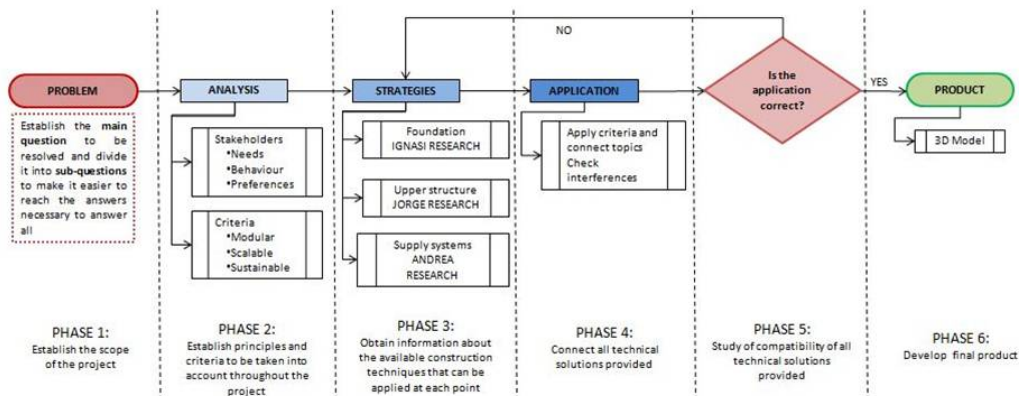 NO
PROBLEM
ANALYSIS
STRATEGIES
APPLICATION
Is the
application
correct?
YES
PRODUCT
Establish the main
question to be
resolved and divide
it into sub-questions
to make it easier to
reach the answers
necessary to answer
all
Stakeholders
•Needs
•Behaviour
•Preferences
Criteria
•Modular
•Scalable
•Sustainable
Foundation
IGNASI RESEARCH
Upper structure
JORGE RESEARCH
Supply systems
ANDREA
RESEARCH
Apply criteria and
connect topics
Check
interferences
3D Model
PHASE 1:
Establish the scope
of the project
PHASE 2:
Establish principles and
criteria to be taken into
account throughout the
project
PHASE 3:
Obtain information about
the available construction
techniques that can be
applied at each point
PHASE 4:
Connect all technical
solutions provided
PHASE 5:
Study of compatibility of all
technical solutions
provided
PHASE 6:
Develop final product